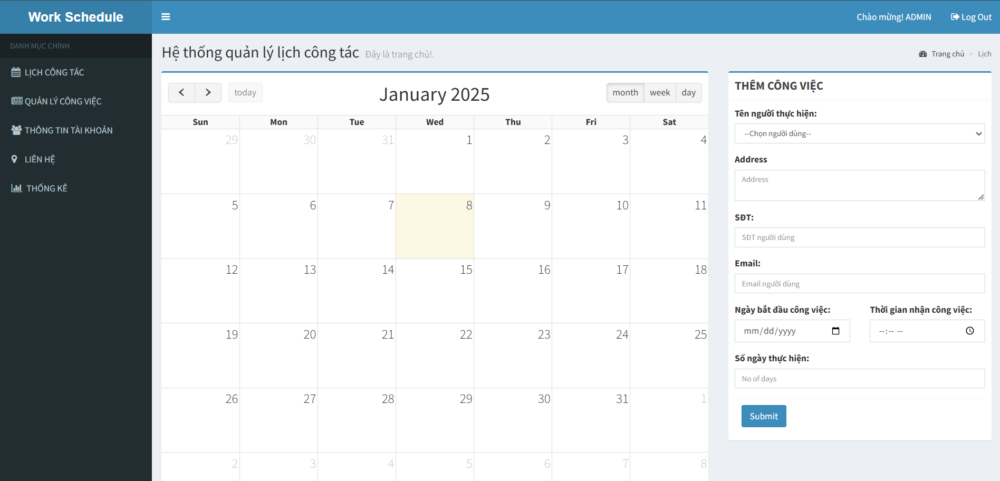 Work Schedule
Chào mừng! ADMIN
Log Out
DANH MỤC CHÍNH
LỊCH CÔNG TÁC
QUẢN LÝ CÔNG VIỆC
THÔNG TIN TÀI KHOẢN
LIÊN HỆ
THỐNG KÊ
Hệ thống quản lý lịch công tác Đây là trang chủ!.
Trang chủ > Lịch
today
January 2025
month week day
Sun Mon Tue Wed Thu Fri Sat
29 30 31 1 2 3 4
5 6 7 8 9 10 11
12 13 14 15 16 17 18
19 20 21 22 23 24 25
26 27 28 29 30 31 1
2 3 4 5 6 7 8
THÊM CÔNG VIỆC
Tên người thực hiện:
--Chọn người dùng--
Address
Address
SĐT:
SĐT người dùng
Email:
Email người dùng
Ngày bắt đầu công việc: Thời gian nhận công việc:
mm/dd/yyyy --:-- --
Số ngày thực hiện:
No of days
Submit